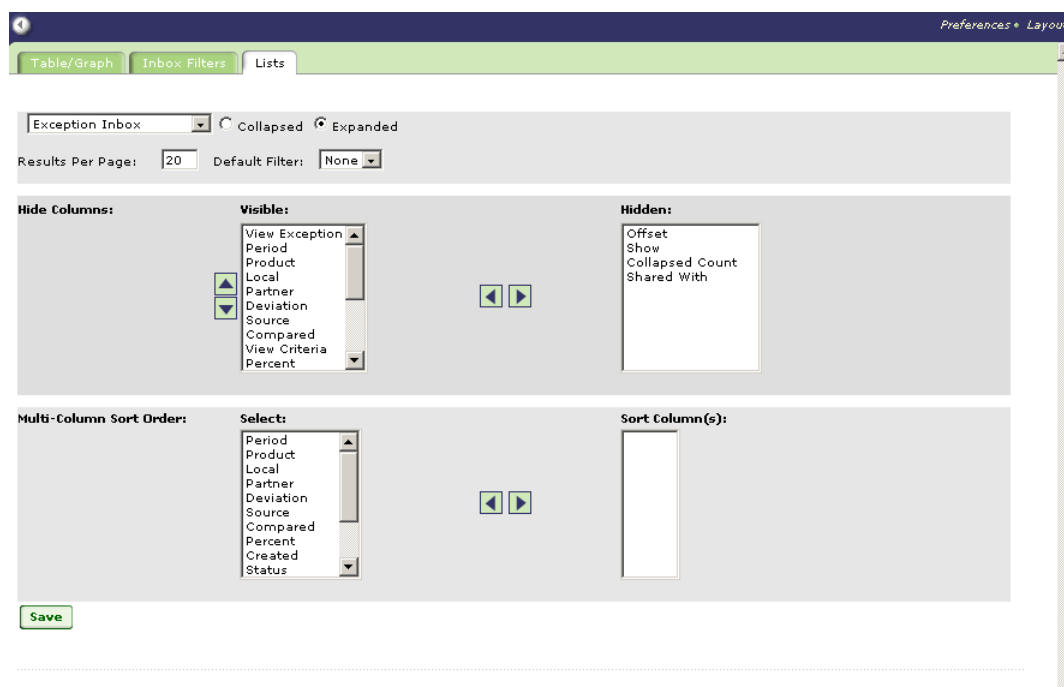 Preferences • Layou
Table/Graph Inbox Filters Lists
Exception Inbox Collapsed Expanded
Results Per Page: 20 Default Filter: None
Hide Columns: Visible: Hidden:
View Exception
Period
Product
Local
Partner
Deviation
Source
Compared
View Criteria
Percent
Offset
Show
Collapsed Count
Shared With
Multi-Column Sort Order: Select: Sort Column(s):
Period
Product
Local
Partner
Deviation
Source
Compared
Percent
Created
Status
Save